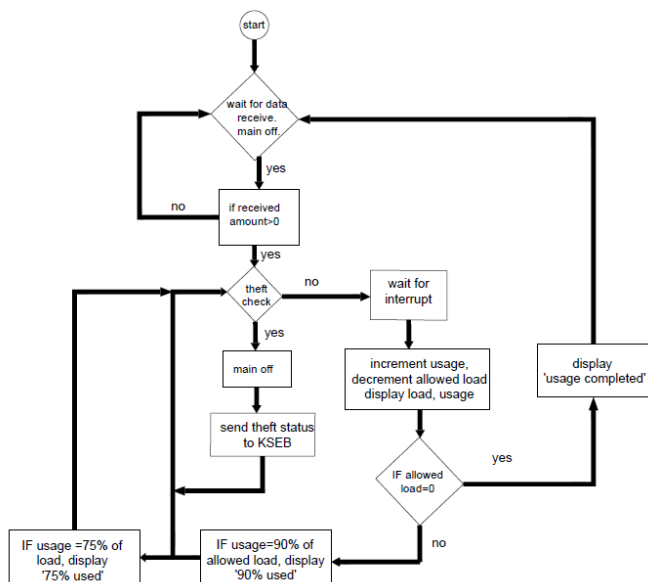 start
wait for data
receive.
main off.
yes
no
if received
amount>0
yes
theft
check
no
wait for
interrupt
yes
main off
increment usage,
decrement allowed load
display load, usage
display
'usage completed'
send theft status
to KSEB
IF allowed
load=0
yes
no
IF usage =75% of
load, display
'75% used'
IF usage=90% of
allowed load, display
'90% used'